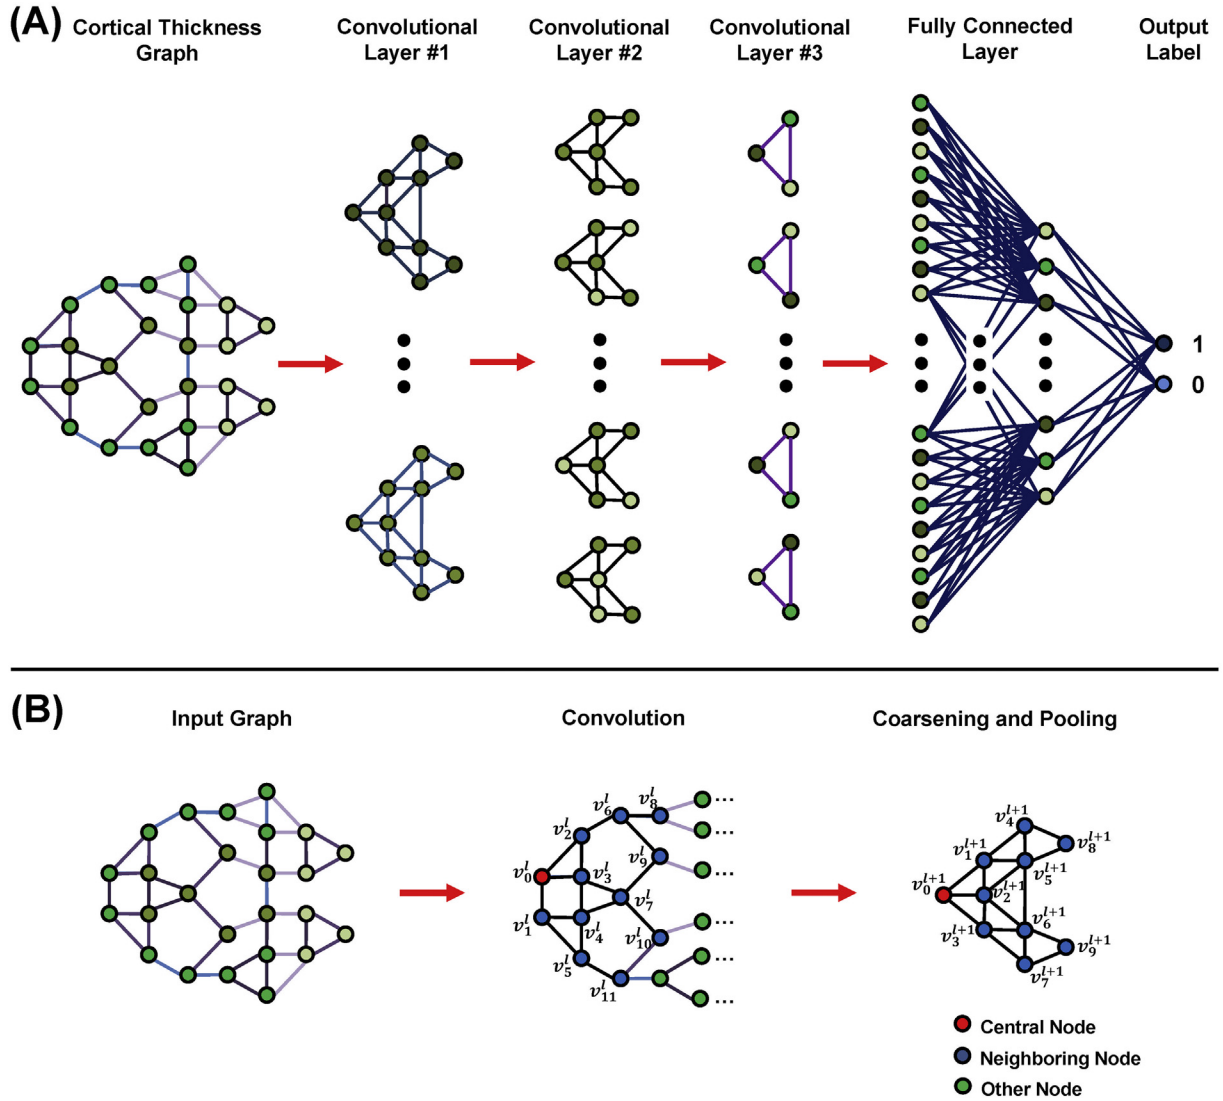 (A)
Cortical Thickness
Graph
Convolutional
Layer #1
Convolutional
Layer #2
Convolutional
Layer #3
Fully Connected
Layer
Output
Label
1
0
(B)
Input Graph
Convolution
Coarsening and Pooling
v_0^l
v_1^l
v_2^l
v_3^l
v_4^l
v_5^l
v_6^l
v_7^l
v_8^l
v_9^l
v_10^l
v_11^l
...
...
...
...
...
...
v_0^{l+1}
v_1^{l+1}
v_2^{l+1}
v_3^{l+1}
v_4^{l+1}
v_5^{l+1}
v_6^{l+1}
v_7^{l+1}
v_8^{l+1}
v_9^{l+1}
Central Node
Neighboring Node
Other Node